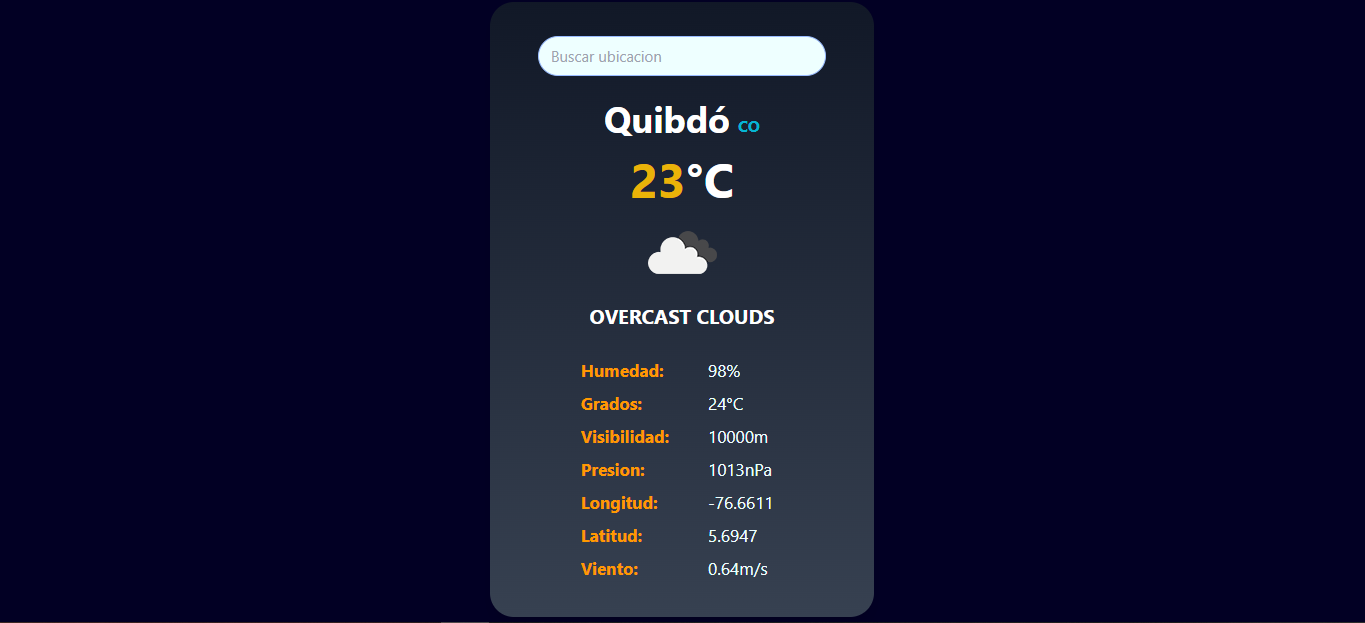 Buscar ubicacion
Quibdó CO
23°C
OVERCAST CLOUDS
Humedad: 98%
Grados: 24°C
Visibilidad: 10000m
Presion: 1013nPa
Longitud: -76.6611
Latitud: 5.6947
Viento: 0.64m/s